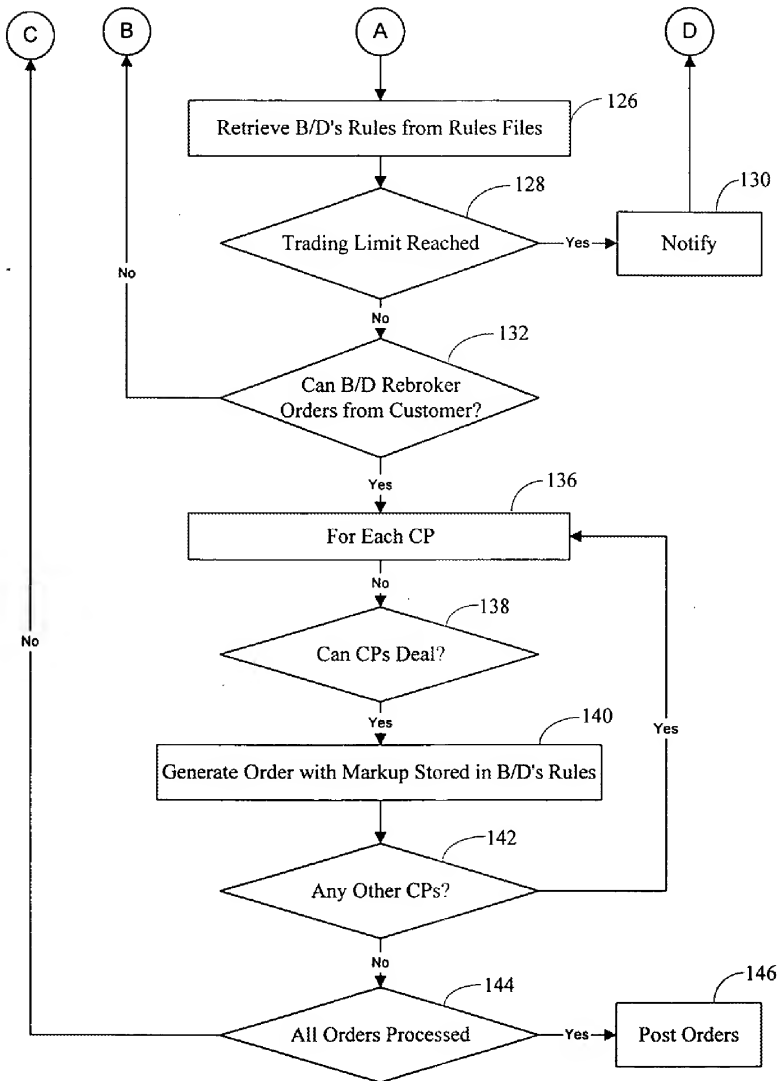 C
B
A
D
126
Retrieve B/D's Rules from Rules Files
128
130
Trading Limit Reached
Yes
Notify
No
No
132
Can B/D Rebroker
Orders from Customer?
Yes
136
For Each CP
No
138
No
Can CPs Deal?
Yes
Yes
140
Generate Order with Markup Stored in B/D's Rules
142
Any Other CPs?
No
144
146
All Orders Processed
Yes
Post Orders